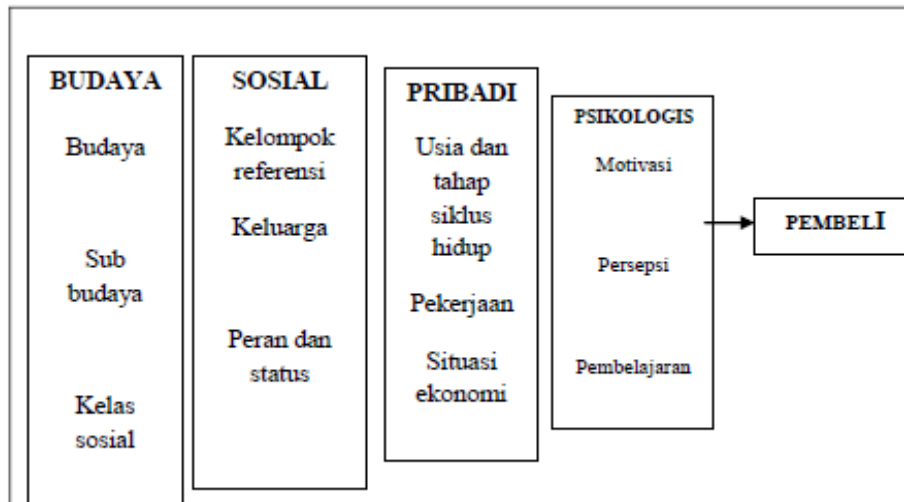 BUDAYA
Budaya
Sub
budaya
Kelas
sosial
SOSIAL
Kelompok
referensi
Keluarga
Peran dan
status
PRIBADI
Usia dan
tahap
siklus
hidup
Pekerjaan
Situasi
ekonomi
PSIKOLOGIS
Motivasi
Persepsi
Pembelajaran
PEMBELI